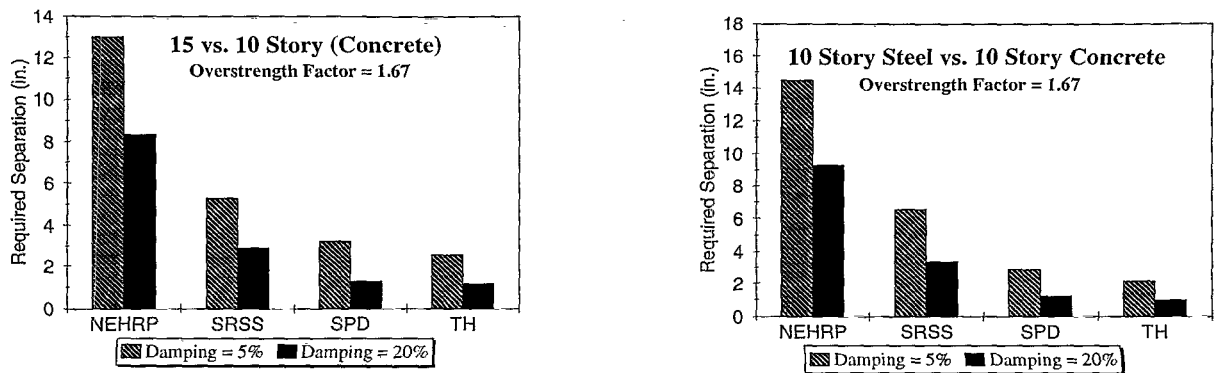 15 vs. 10 Story (Concrete)
Overstrength Factor = 1.67
Required Separation (in.)
14
12
10
8
6
4
2
0
NEHRP SRSS SPD TH
Damping = 5% Damping = 20%
10 Story Steel vs. 10 Story Concrete
Overstrength Factor = 1.67
Required Separation (in.)
18
16
14
12
10
8
6
4
2
0
NEHRP SRSS SPD TH
Damping = 5% Damping = 20%